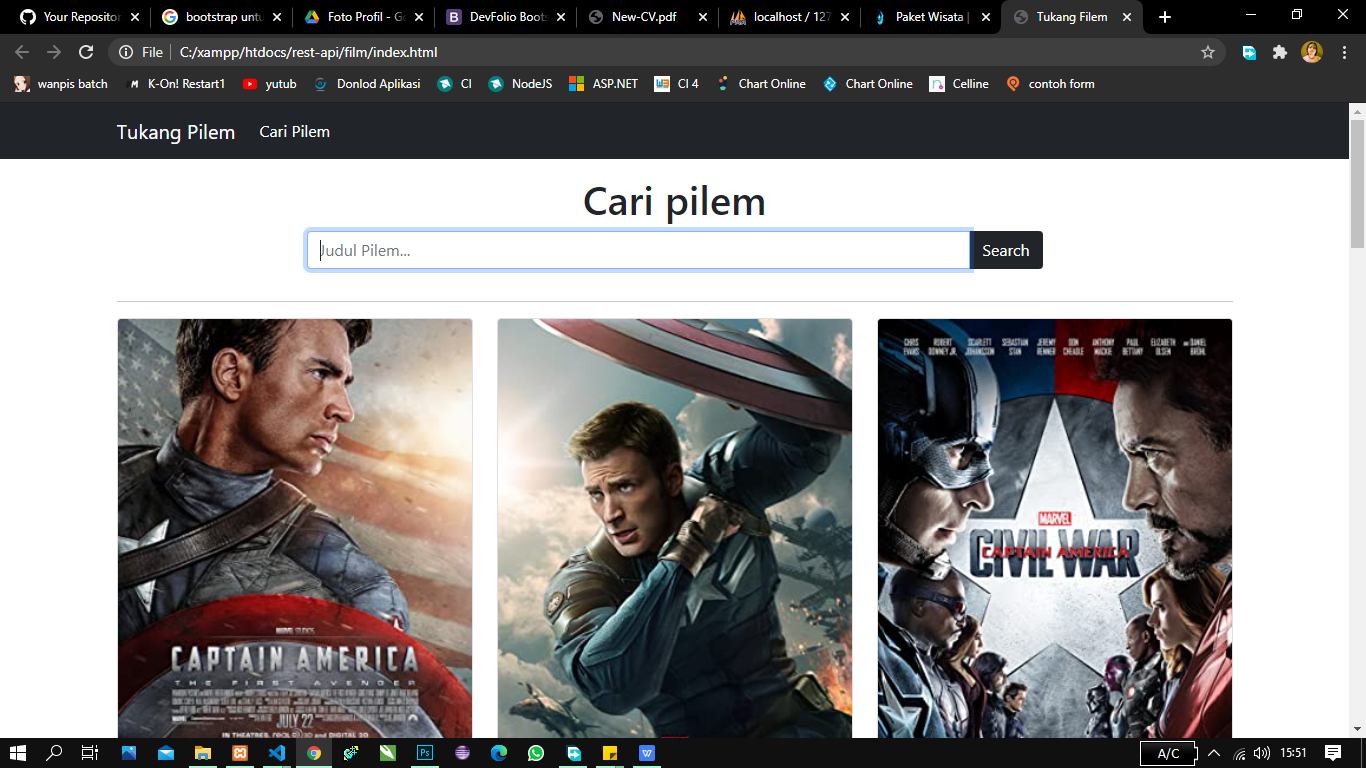 Your Repositor
bootstrap untu
Foto Profil - Go
DevFolio Boots
New-CV.pdf
localhost / 127
Paket Wisata |
Tukang Filem
File
C:/xampp/htdocs/rest-api/film/index.html
wanpis batch
K-On! Restart1
yutub
Donlod Aplikasi
CI
NodeJS
ASP.NET
CI 4
Chart Online
Chart Online
Celline
contoh form
Tukang Pilem
Cari Pilem
Cari pilem
Judul Pilem...
Search
MARVEL STUDIOS
CAPTAIN AMERICA
THE FIRST AVENGER
JULY 22
IN THEATRES, REAL D 3D AND DIGITAL 3D
CHRIS EVANS
ROBERT DOWNEY JR.
SCARLETT JOHANSSON
SEBASTIAN STAN
JEREMY RENNER
DON CHEADLE
ANTHONY MACKIE
PAUL BETTANY
ELIZABETH OLSEN
AND DANIEL BRÜHL
MARVEL
CAPTAIN AMERICA
CIVIL WAR
A/C
15:51